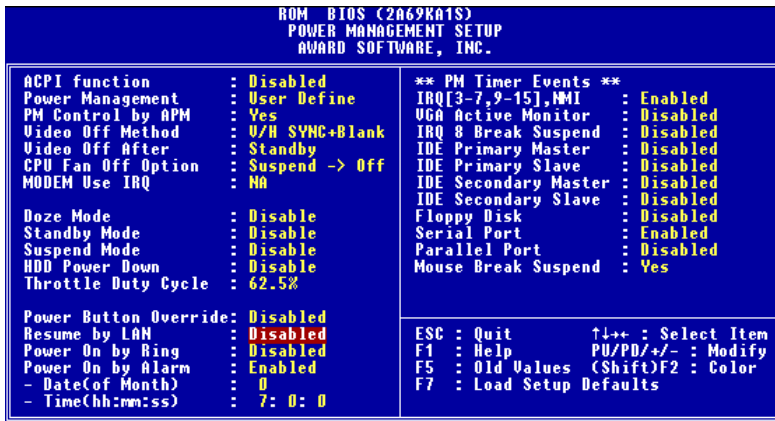 ROM BIOS (2A69KA1S)
POWER MANAGEMENT SETUP
AWARD SOFTWARE, INC.
ACPI function : Disabled
Power Management : User Define
PM Control by APM : Yes
Video Off Method : V/H SYNC+Blank
Video Off After : Standby
CPU Fan Off Option : Suspend -> Off
MODEM Use IRQ : NA
Doze Mode : Disable
Standby Mode : Disable
Suspend Mode : Disable
HDD Power Down : Disable
Throttle Duty Cycle : 62.5%
Power Button Override: Disabled
Resume by LAN : Disabled
Power On by Ring : Disabled
Power On by Alarm : Enabled
- Date(of Month) : 0
- Time(hh:mm:ss) : 7: 0: 0
** PM Timer Events **
IRQ[3-7,9-15],NMI : Enabled
VGA Active Monitor : Disabled
IRQ 8 Break Suspend : Disabled
IDE Primary Master : Disabled
IDE Primary Slave : Disabled
IDE Secondary Master : Disabled
IDE Secondary Slave : Disabled
Floppy Disk : Disabled
Serial Port : Enabled
Parallel Port : Disabled
Mouse Break Suspend : Yes
ESC : Quit ↑↓→← : Select Item
F1 : Help PU/PD/+/- : Modify
F5 : Old Values (Shift)F2 : Color
F7 : Load Setup Defaults